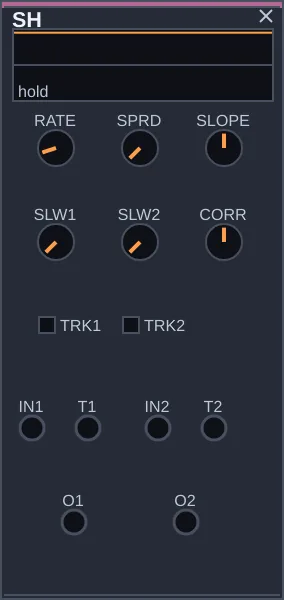 SH
hold
RATE SPRD SLOPE
SLW1 SLW2 CORR
TRK1 TRK2
IN1 T1 IN2 T2
O1 O2